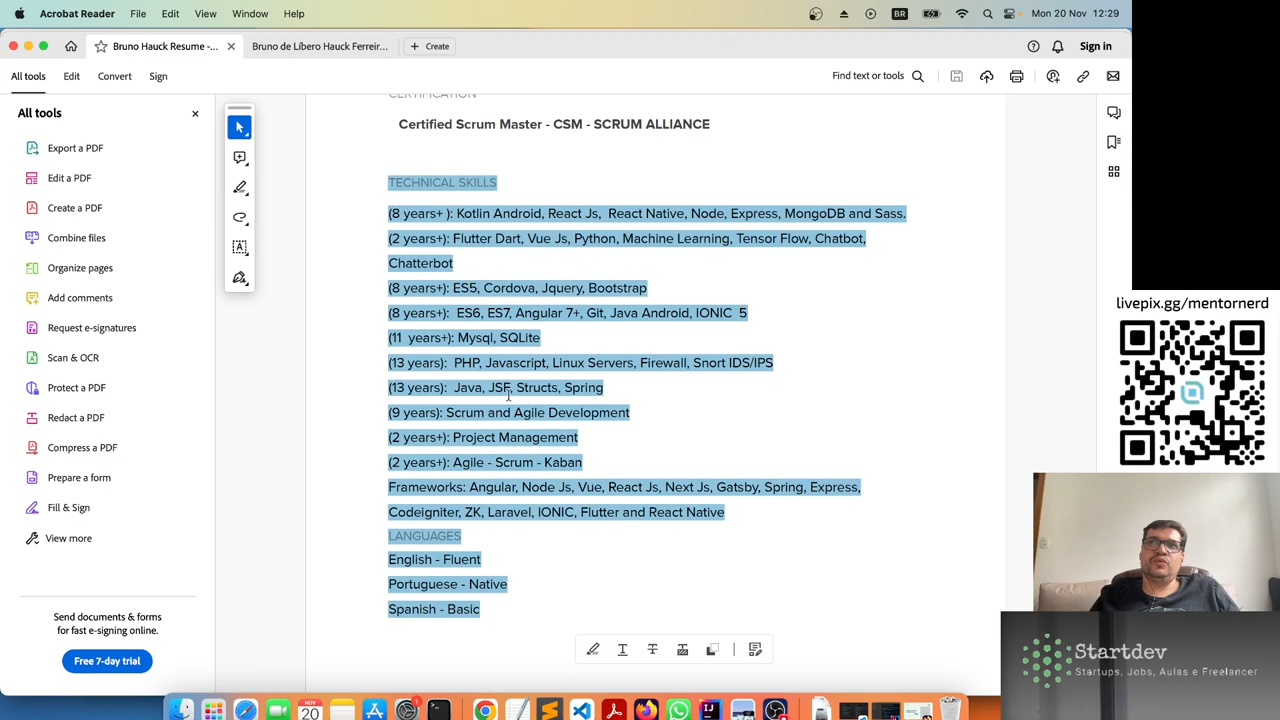 Acrobat Reader File Edit View Window Help BR Mon 20 Nov 12:29
Bruno Hauck Resume -... Bruno de Líbero Hauck Ferreir... + Create Sign in
All tools Edit Convert Sign Find text or tools
All tools
Export a PDF
Edit a PDF
Create a PDF
Combine files
Organize pages
Add comments
Request e-signatures
Scan & OCR
Protect a PDF
Redact a PDF
Compress a PDF
Prepare a form
Fill & Sign
View more
Send documents & forms
for fast e-signing online.
Free 7-day trial
CERTIFICATION
Certified Scrum Master - CSM - SCRUM ALLIANCE
TECHNICAL SKILLS
(8 years+ ): Kotlin Android, React Js,  React Native, Node, Express, MongoDB and Sass.
(2 years+): Flutter Dart, Vue Js, Python, Machine Learning, Tensor Flow, Chatbot,
Chatterbot
(8 years+): ES5, Cordova, Jquery, Bootstrap
(8 years+):  ES6, ES7, Angular 7+, Git, Java Android, IONIC  5
(11  years+): Mysql, SQLite
(13 years):  PHP, Javascript, Linux Servers, Firewall, Snort IDS/IPS
(13 years):  Java, JSF, Structs, Spring
(9 years): Scrum and Agile Development
(2 years+): Project Management
(2 years+): Agile - Scrum - Kaban
Frameworks: Angular, Node Js, Vue, React Js, Next Js, Gatsby, Spring, Express,
Codeigniter, ZK, Laravel, IONIC, Flutter and React Native
LANGUAGES
English - Fluent
Portuguese - Native
Spanish - Basic
livepix.gg/mentornerd
Startdev
Startups, Jobs, Aulas e Freelancer
NOV
20